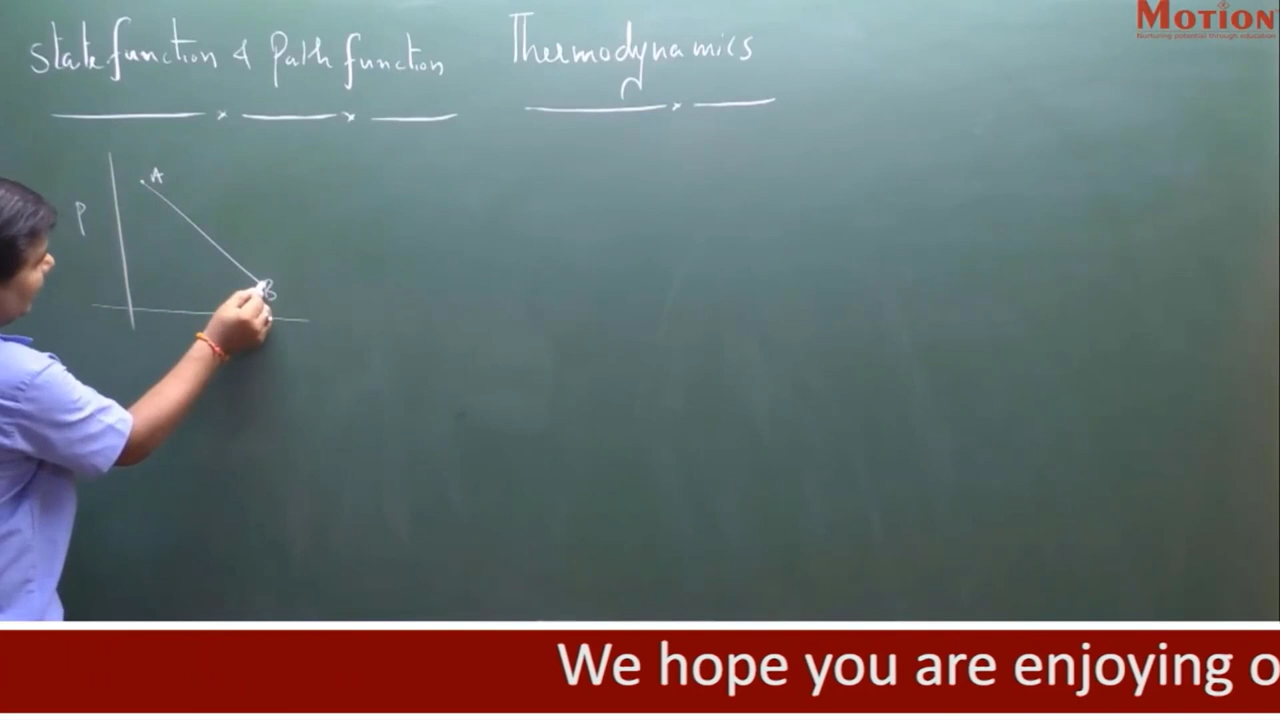 State function & Path function
Thermodynamics
MOTION
Nurturing potential through education
A
P
B
We hope you are enjoying o